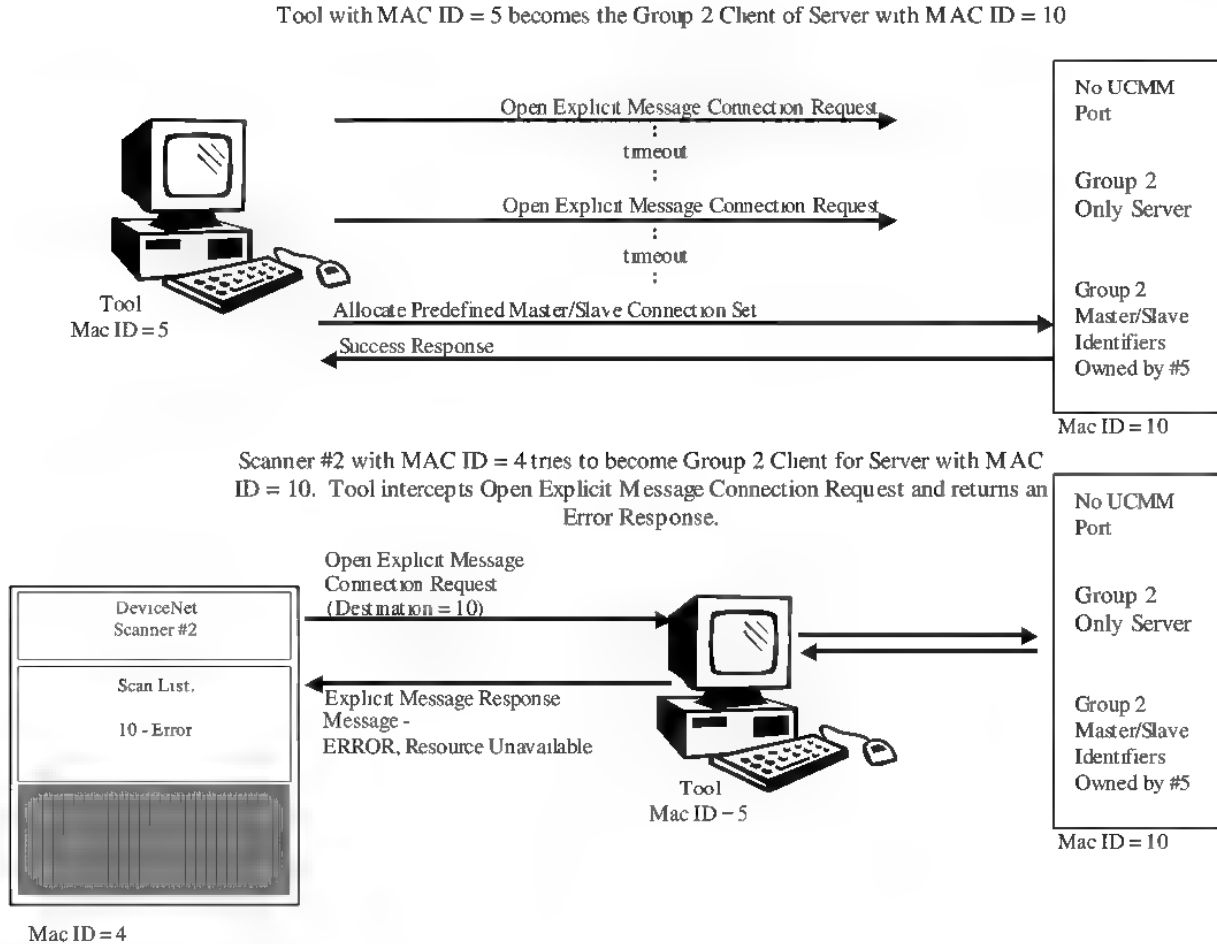 Tool with MAC ID = 5 becomes the Group 2 Client of Server with MAC ID = 10
Open Explicit Message Connection Request
:
timeout
:
Open Explicit Message Connection Request
:
timeout
:
Tool
Mac ID = 5
Allocate Predefined Master/Slave Connection Set
Success Response
No UCMM
Port
Group 2
Only Server
Group 2
Master/Slave
Identifiers
Owned by #5
Mac ID = 10
Scanner #2 with MAC ID = 4 tries to become Group 2 Client for Server with MAC
ID = 10. Tool intercepts Open Explicit Message Connection Request and returns an
Error Response.
DeviceNet
Scanner #2
Scan List.
10 - Error
Mac ID = 4
Open Explicit Message
Connection Request
(Destination = 10)
Explicit Message Response
Message -
ERROR, Resource Unavailable
Tool
Mac ID = 5
No UCMM
Port
Group 2
Only Server
Group 2
Master/Slave
Identifiers
Owned by #5
Mac ID = 10